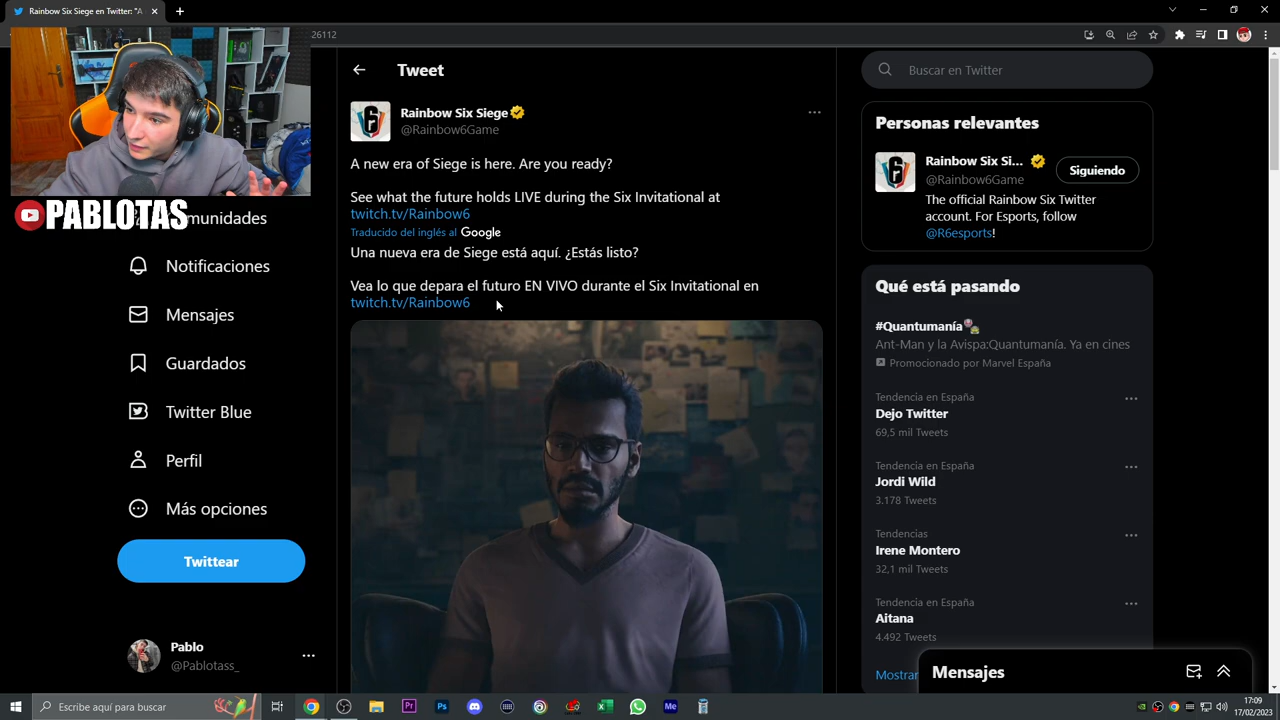 Rainbow Six Siege en Twitter: "A
26112
PABLOTAS
munidades
Notificaciones
Mensajes
Guardados
Twitter Blue
Perfil
Más opciones
Twittear
Pablo
@Pablotass_
Tweet
Rainbow Six Siege
@Rainbow6Game
A new era of Siege is here. Are you ready?
See what the future holds LIVE during the Six Invitational at
twitch.tv/Rainbow6
Traducido del inglés al Google
Una nueva era de Siege está aquí. ¿Estás listo?
Vea lo que depara el futuro EN VIVO durante el Six Invitational en
twitch.tv/Rainbow6
Buscar en Twitter
Personas relevantes
Rainbow Six Si...
@Rainbow6Game
Siguiendo
The official Rainbow Six Twitter
account. For Esports, follow
@R6esports!
Qué está pasando
#Quantumanía
Ant-Man y la Avispa:Quantumanía. Ya en cines
Promocionado por Marvel España
Tendencia en España
Dejo Twitter
69,5 mil Tweets
Tendencia en España
Jordi Wild
3.178 Tweets
Tendencias
Irene Montero
32,1 mil Tweets
Tendencia en España
Aitana
4.492 Tweets
Mostrar
Mensajes
Escribe aquí para buscar
Pr
Ps
Me
17:09
17/02/2023